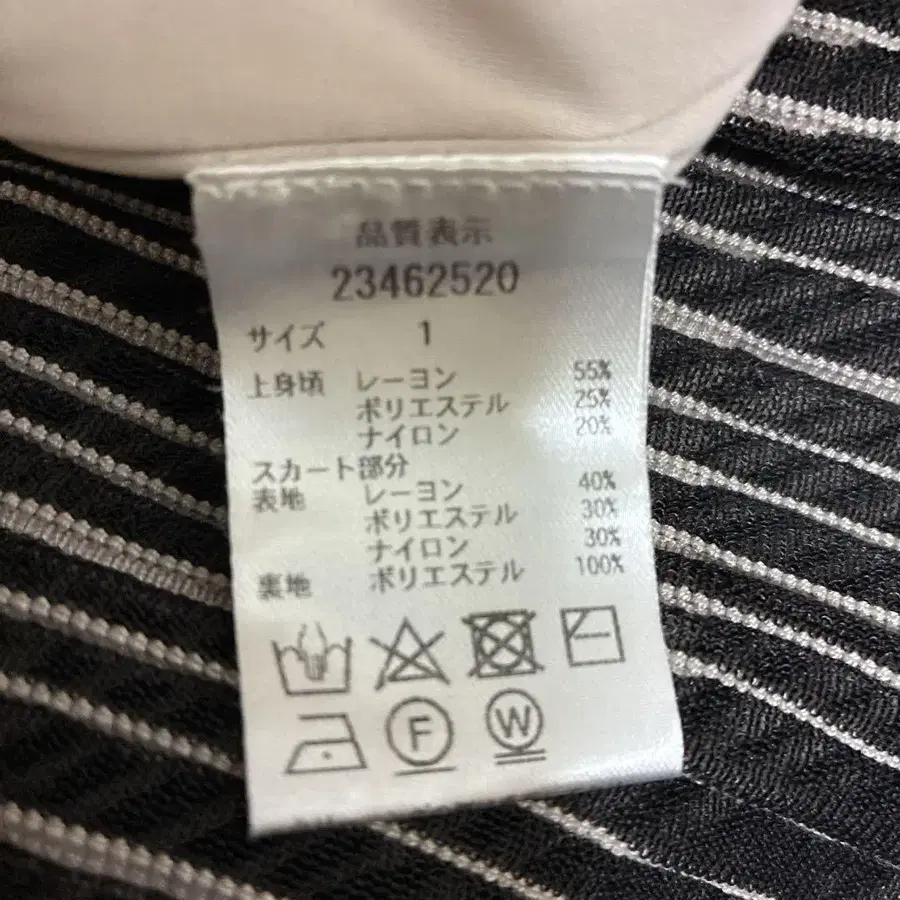 品質表示
23462520
サイズ 1
上身頃 レーヨン 55%
ポリエステル 25%
ナイロン 20%
スカート部分
表地 レーヨン 40%
ポリエステル 30%
ナイロン 30%
裏地 ポリエステル 100%
F W